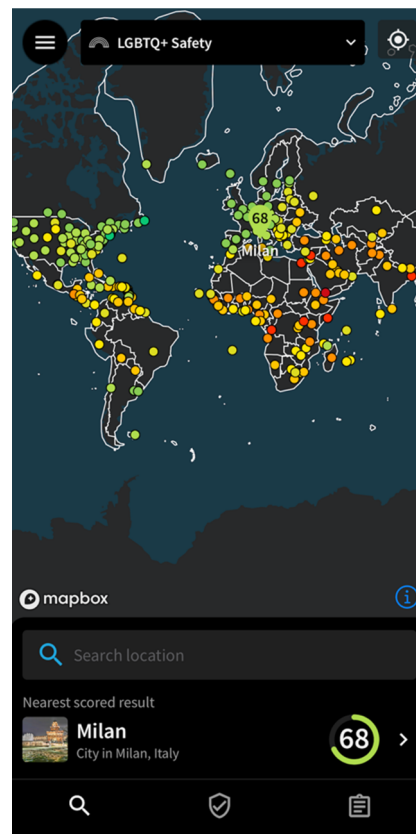 LGBTQ+ Safety
68
Milan
mapbox
Search location
Nearest scored result
Milan
City in Milan, Italy
68